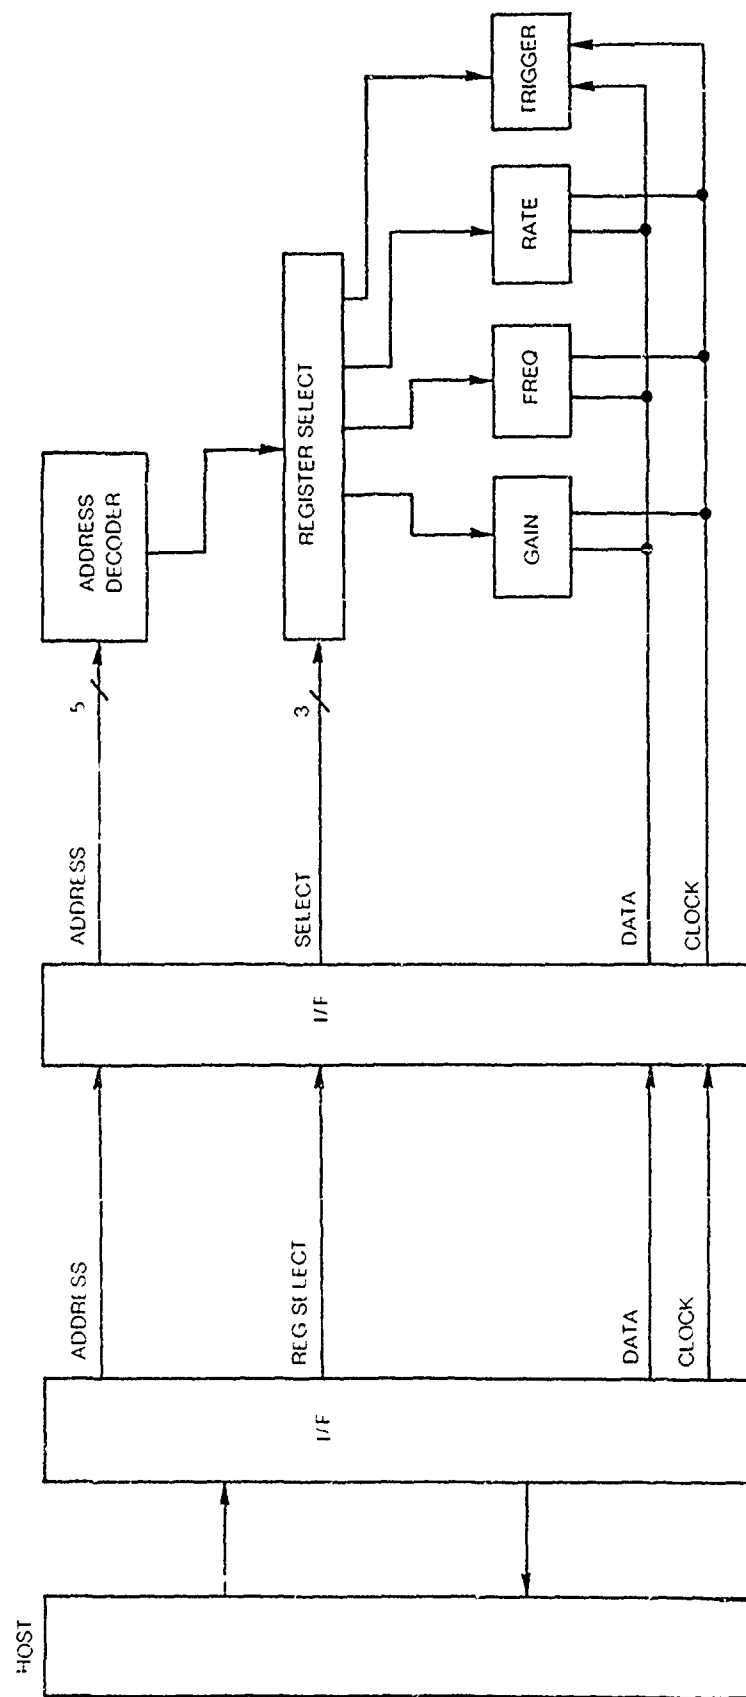 HOST
I/F
ADDRESS
REG SELECT
DATA
CLOCK
I/F
ADDRESS
5
SELECT
3
DATA
CLOCK
ADDRESS
DECODER
REGISTER SELECT
GAIN
FREQ
RATE
TRIGGER